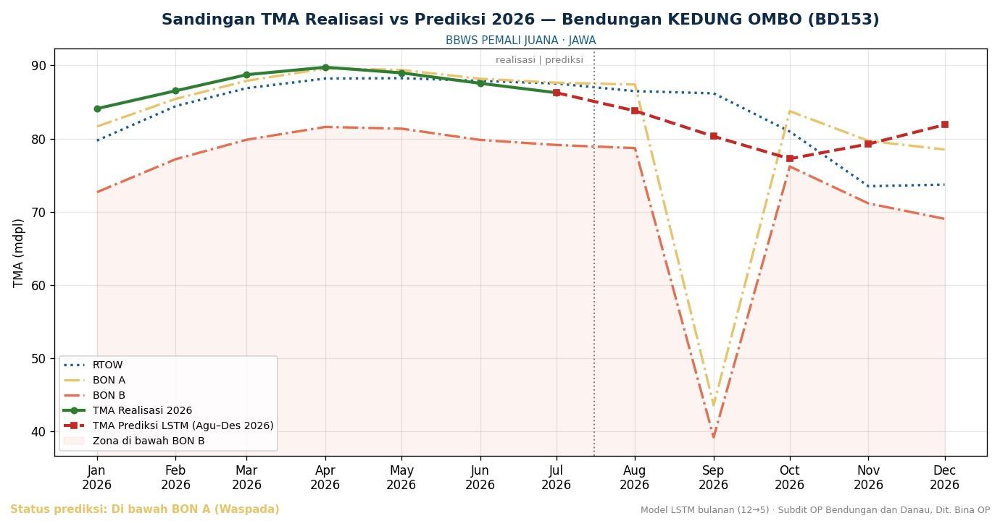 Sandingan TMA Realisasi vs Prediksi 2026 — Bendungan KEDUNG OMBO (BD153)
BBWS PEMALI JUANA · JAWA
realisasi | prediksi
TMA (mdpl)
90
80
70
60
50
40
RTOW
BON A
BON B
TMA Realisasi 2026
TMA Prediksi LSTM (Agu–Des 2026)
Zona di bawah BON B
Jan Feb Mar Apr May Jun Jul Aug Sep Oct Nov Dec
2026 2026 2026 2026 2026 2026 2026 2026 2026 2026 2026 2026
Status prediksi: Di bawah BON A (Waspada)
Model LSTM bulanan (12→5) · Subdit OP Bendungan dan Danau, Dit. Bina OP